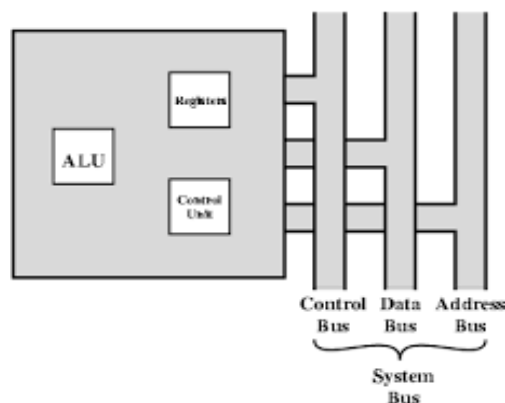 Registers
ALU
Control
Unit
Control Data Address
Bus Bus Bus
System
Bus